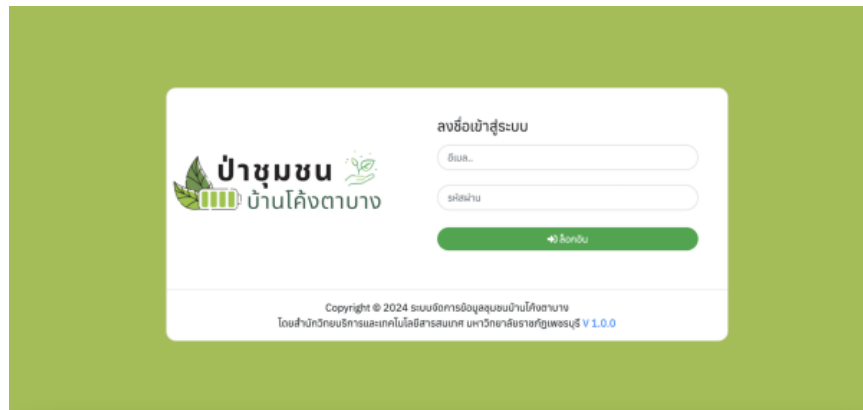 ป่าชุมชน
บ้านโค้งตาบาง
ลงชื่อเข้าสู่ระบบ
อีเมล..
รหัสผ่าน
ล็อกอิน
Copyright © 2024 ระบบจัดการข้อมูลชุมชนบ้านโค้งตาบาง
โดยสำนักวิทยบริการและเทคโนโลยีสารสนเทศ มหาวิทยาลัยราชภัฏเพชรบุรี V 1.0.0